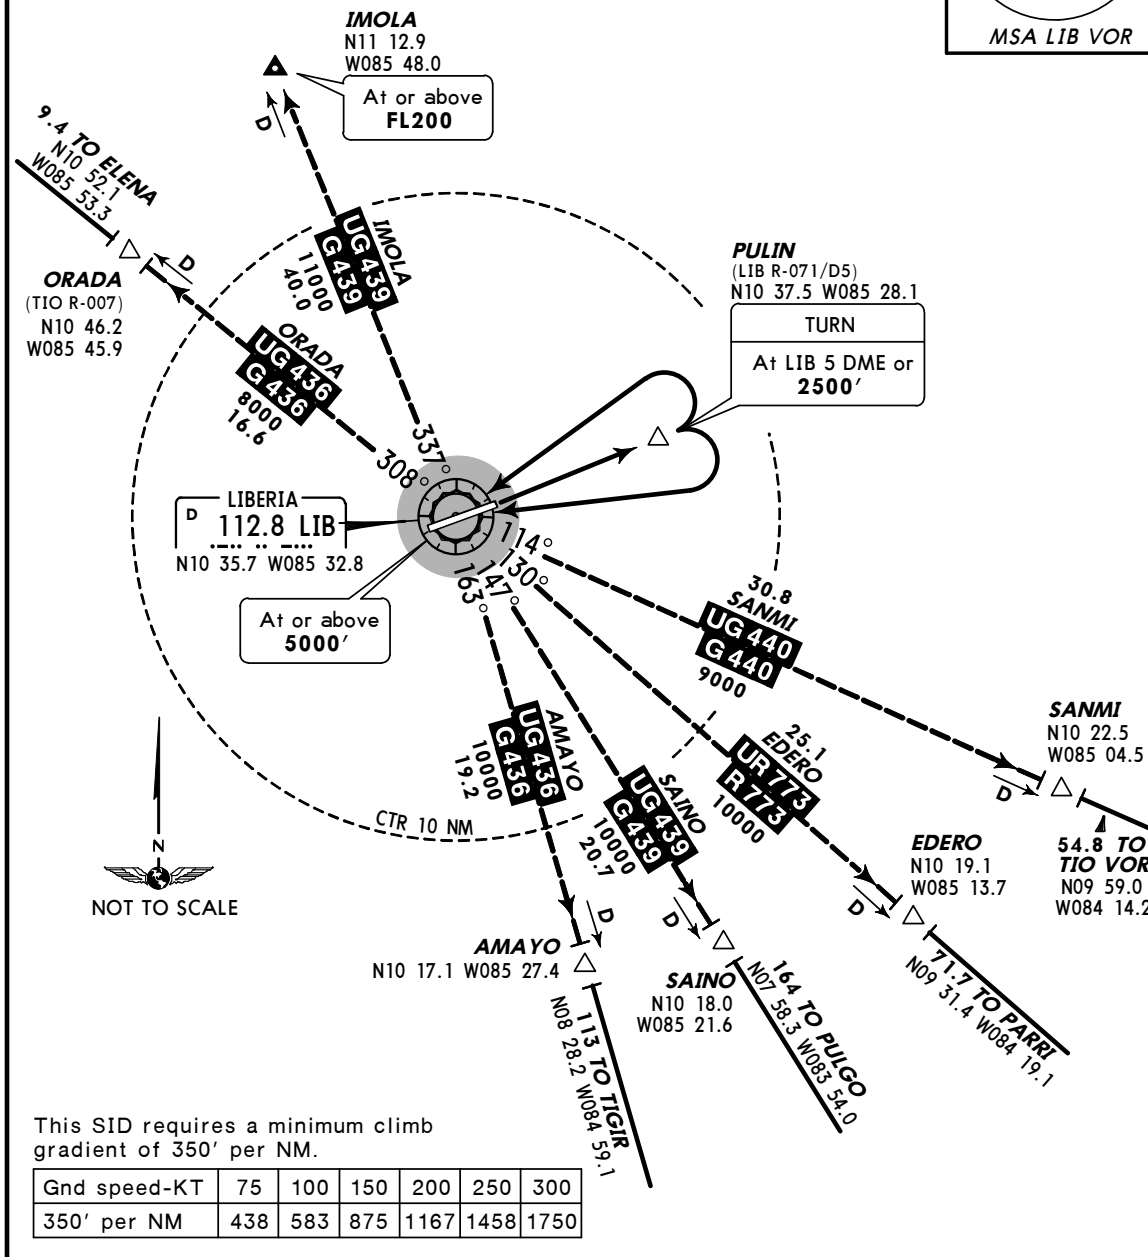 MSA LIB VOR
IMOLA
N11 12.9
W085 48.0
At or above
FL200
9.4 TO ELENA
N10 52.1
W085 53.3
D
D
ORADA
(TIO R-007)
N10 46.2
W085 45.9
IMOLA
UG 439
G 439
11000
40.0
ORADA
UG 436
G 436
8000
16.6
PULIN
(LIB R-071/D5)
N10 37.5 W085 28.1
TURN
At LIB 5 DME or
2500'
337°
308°
LIBERIA
D 112.8 LIB
N10 35.7 W085 32.8
At or above
5000'
114°
130°
147°
163°
30.8
SANMI
UG 440
G 440
9000
SANMI
N10 22.5
W085 04.5
D
54.8 TO
TIO VOR
N09 59.0
W084 14.2
25.1
EDERO
UR 773
R 773
10000
EDERO
N10 19.1
W085 13.7
D
71.7 TO PARRI
N09 31.4 W084 19.1
SAINO
UG 439
G 439
10000
20.7
D
SAINO
N10 18.0
W085 21.6
164 TO PULGO
N07 58.3 W083 54.0
AMAYO
UG 436
G 436
10000
19.2
D
AMAYO
N10 17.1 W085 27.4
113 TO TIGIR
N08 28.2 W084 59.1
CTR 10 NM
N
NOT TO SCALE
This SID requires a minimum climb
gradient of 350' per NM.
Gnd speed-KT 75 100 150 200 250 300
350' per NM 438 583 875 1167 1458 1750